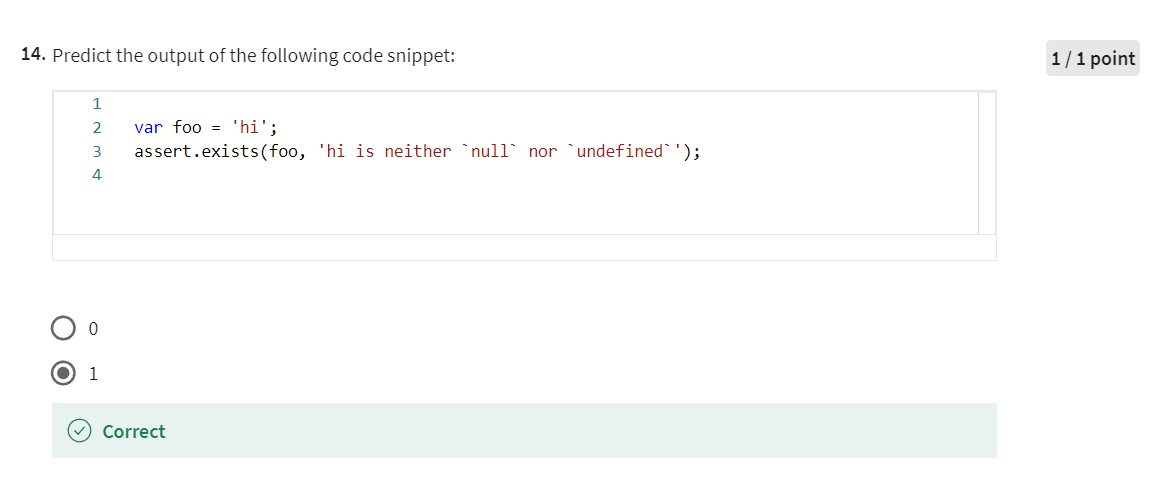 14. Predict the output of the following code snippet:
1 / 1 point
1
2 var foo = 'hi';
3 assert.exists(foo, 'hi is neither `null` nor `undefined`');
4
0
1
Correct